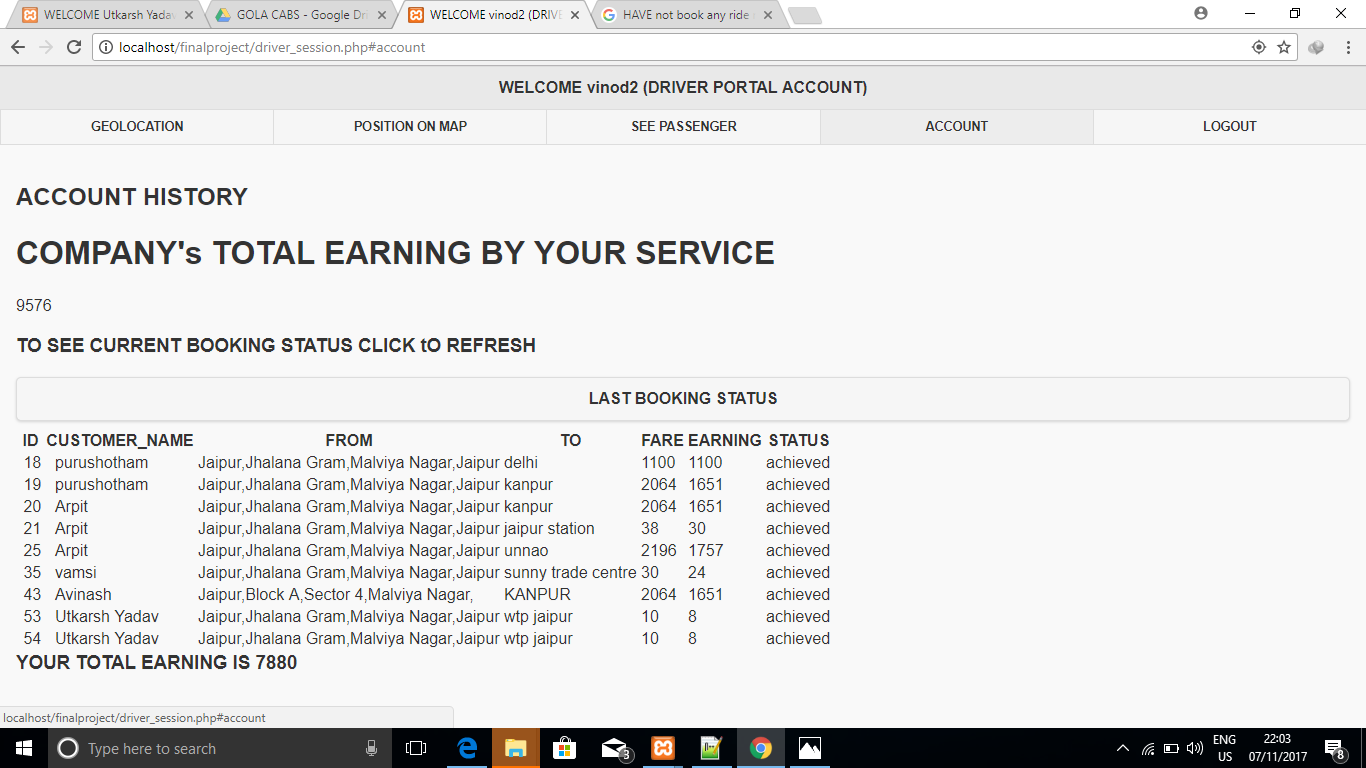 WELCOME Utkarsh Yada
GOLA CABS - Google Dr
WELCOME vinod2 (DRIVE
HAVE not book any ride
localhost/finalproject/driver_session.php#account
WELCOME vinod2 (DRIVER PORTAL ACCOUNT)
GEOLOCATION POSITION ON MAP SEE PASSENGER ACCOUNT LOGOUT
ACCOUNT HISTORY
COMPANY's TOTAL EARNING BY YOUR SERVICE
9576
TO SEE CURRENT BOOKING STATUS CLICK tO REFRESH
LAST BOOKING STATUS
ID CUSTOMER_NAME FROM TO FARE EARNING STATUS
18 purushotham Jaipur,Jhalana Gram,Malviya Nagar,Jaipur delhi 1100 1100 achieved
19 purushotham Jaipur,Jhalana Gram,Malviya Nagar,Jaipur kanpur 2064 1651 achieved
20 Arpit Jaipur,Jhalana Gram,Malviya Nagar,Jaipur kanpur 2064 1651 achieved
21 Arpit Jaipur,Jhalana Gram,Malviya Nagar,Jaipur jaipur station 38 30 achieved
25 Arpit Jaipur,Jhalana Gram,Malviya Nagar,Jaipur unnao 2196 1757 achieved
35 vamsi Jaipur,Jhalana Gram,Malviya Nagar,Jaipur sunny trade centre 30 24 achieved
43 Avinash Jaipur,Block A,Sector 4,Malviya Nagar, KANPUR 2064 1651 achieved
53 Utkarsh Yadav Jaipur,Jhalana Gram,Malviya Nagar,Jaipur wtp jaipur 10 8 achieved
54 Utkarsh Yadav Jaipur,Jhalana Gram,Malviya Nagar,Jaipur wtp jaipur 10 8 achieved
YOUR TOTAL EARNING IS 7880
localhost/finalproject/driver_session.php#account
Type here to search
3
ENG
US
22:03
07/11/2017
8